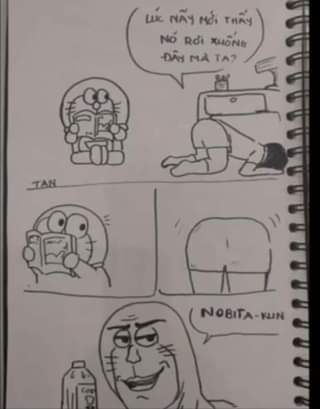 LÚC NÃY MỚI THẤY
NÓ RƠI XUỐNG
ĐÂY MÀ TA?
TAN
NOBITA-KUN